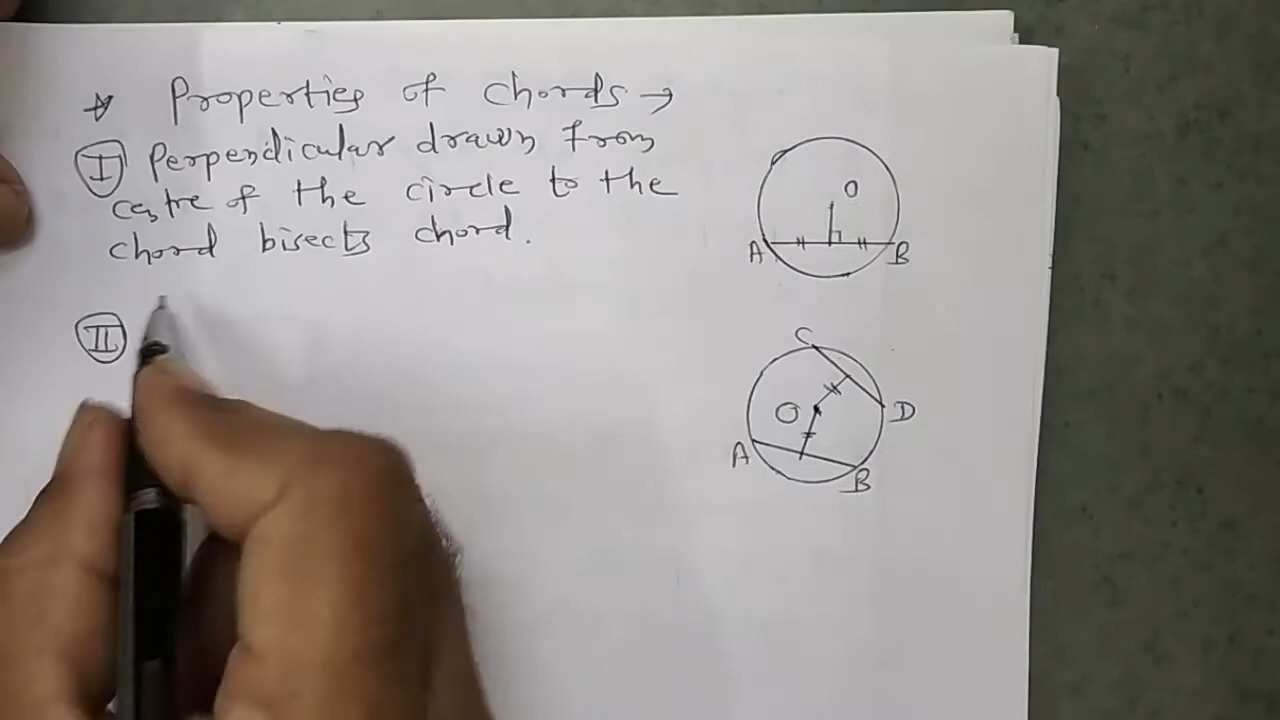 * Properties of chords →
I Perpendicular drawn from
centre of the circle to the
chord bisects chord.
O
A B
II
C
O D
A
B